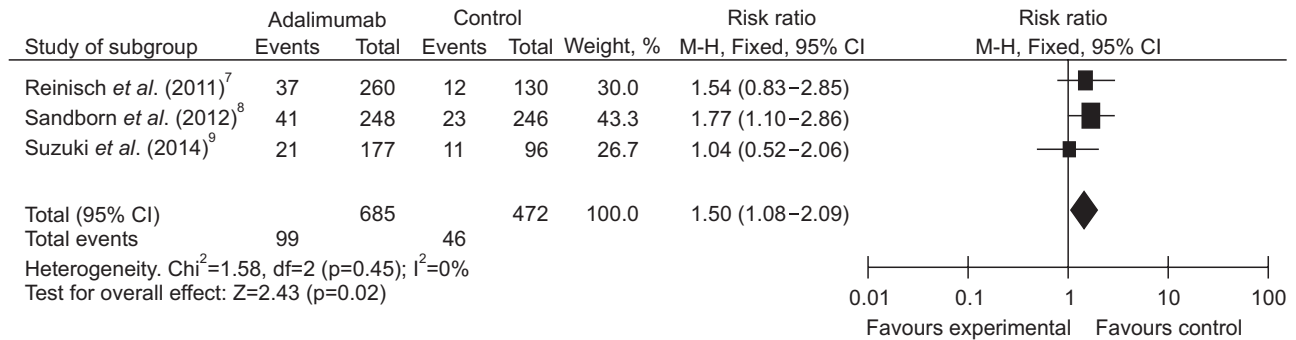 Adalimumab Control Risk ratio Risk ratio
Study of subgroup Events Total Events Total Weight, % M-H, Fixed, 95% CI M-H, Fixed, 95% CI
Reinisch et al. (2011)7 37 260 12 130 30.0 1.54 (0.83−2.85)
Sandborn et al. (2012)8 41 248 23 246 43.3 1.77 (1.10−2.86)
Suzuki et al. (2014)9 21 177 11 96 26.7 1.04 (0.52−2.06)
Total (95% CI) 685 472 100.0 1.50 (1.08−2.09)
Total events 99 46
Heterogeneity. Chi2=1.58, df=2 (p=0.45); I2=0%
Test for overall effect: Z=2.43 (p=0.02)
0.01 0.1 1 10 100
Favours experimental Favours control